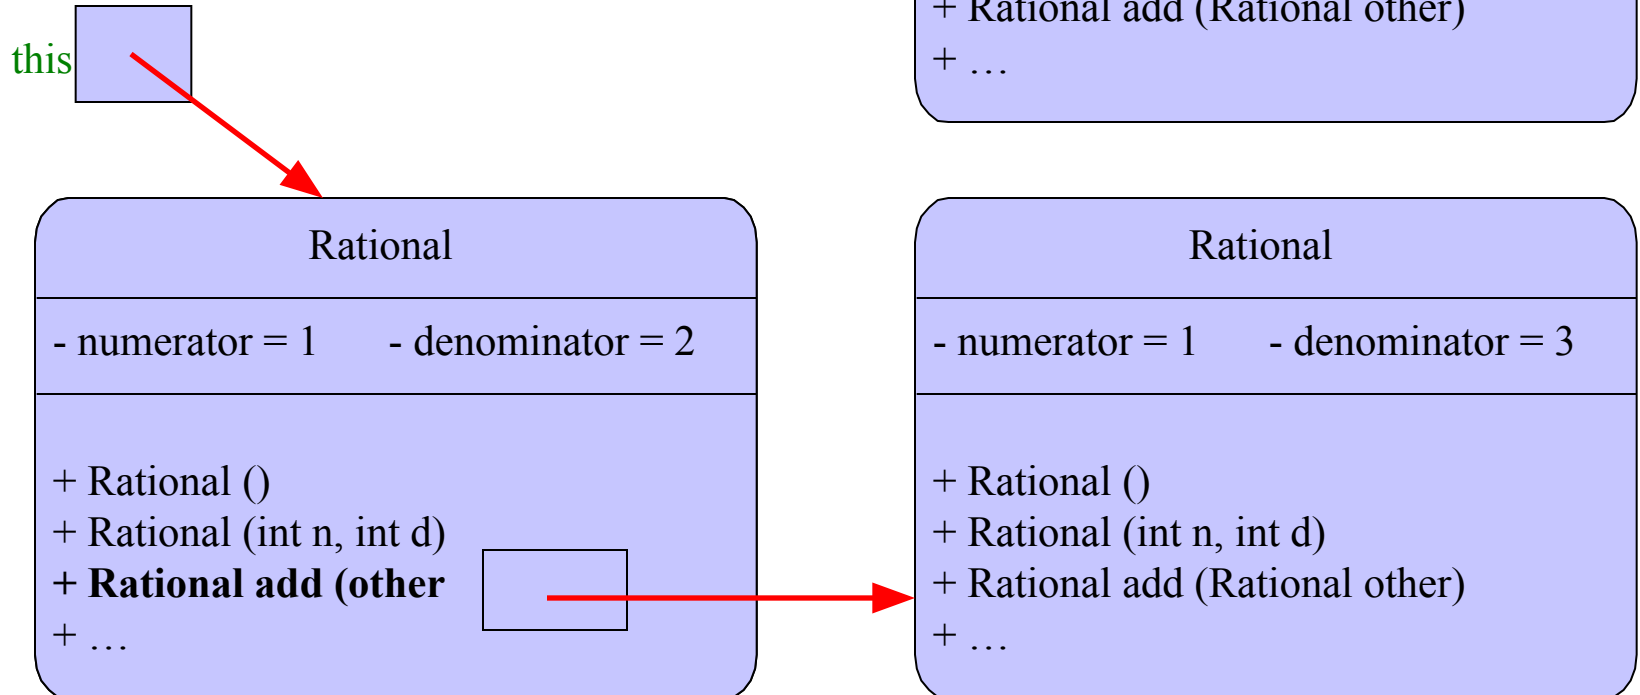 + Rational add (Rational other)
+ …
this
Rational
- numerator = 1 - denominator = 2
+ Rational ()
+ Rational (int n, int d)
+ Rational add (other
+ …
Rational
- numerator = 1 - denominator = 3
+ Rational ()
+ Rational (int n, int d)
+ Rational add (Rational other)
+ …